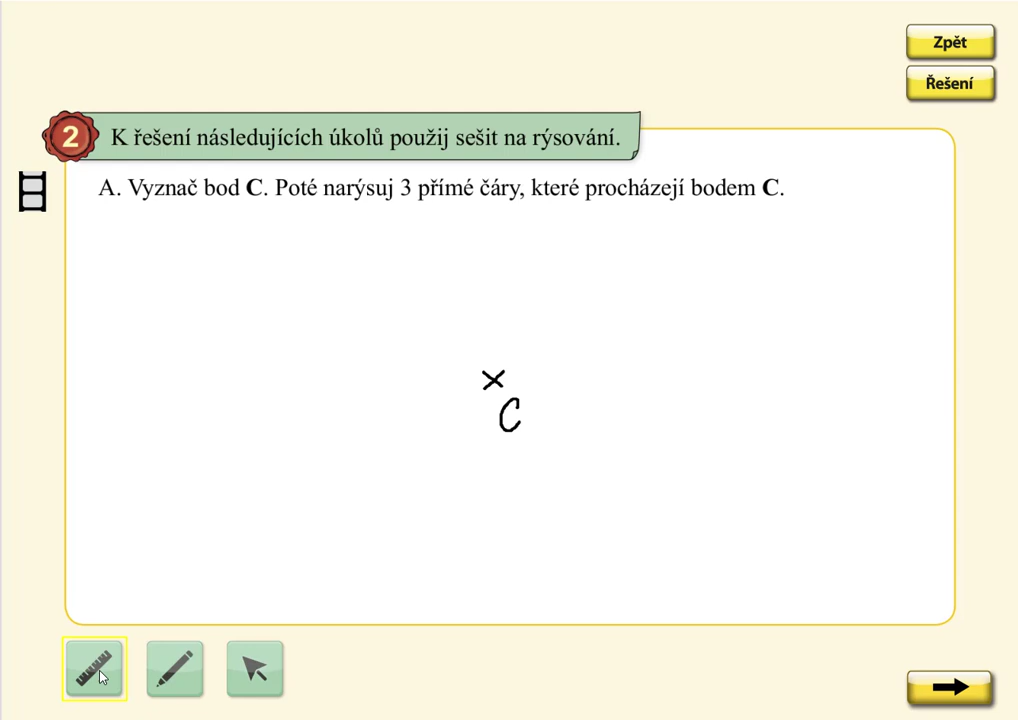 Zpět
Řešení
2 K řešení následujících úkolů použij sešit na rýsování.
A. Vyznač bod C. Poté narýsuj 3 přímé čáry, které procházejí bodem C.
×
C